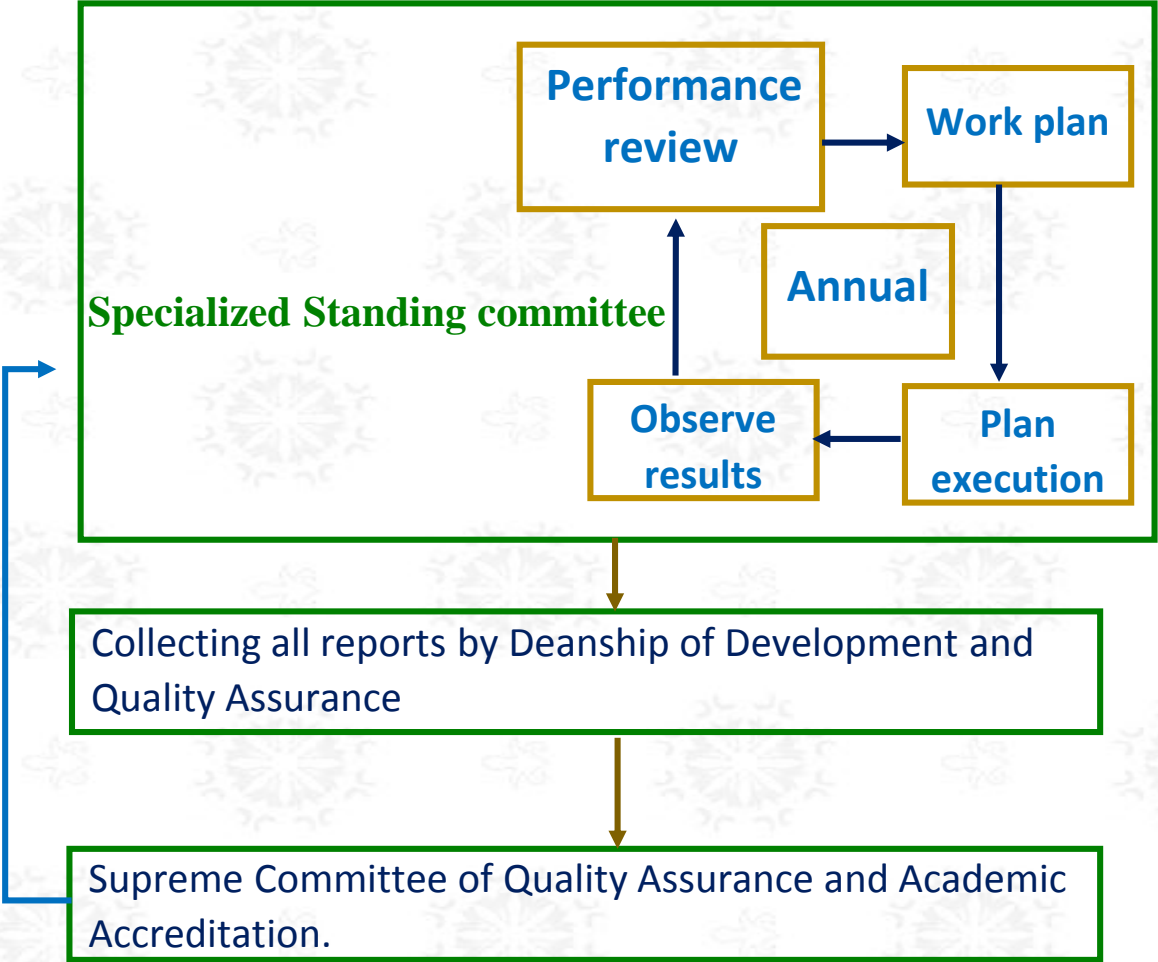 Performance
review
Work plan
Annual
Specialized Standing committee
Observe
results
Plan
execution
Collecting all reports by Deanship of Development and
Quality Assurance
Supreme Committee of Quality Assurance and Academic
Accreditation.